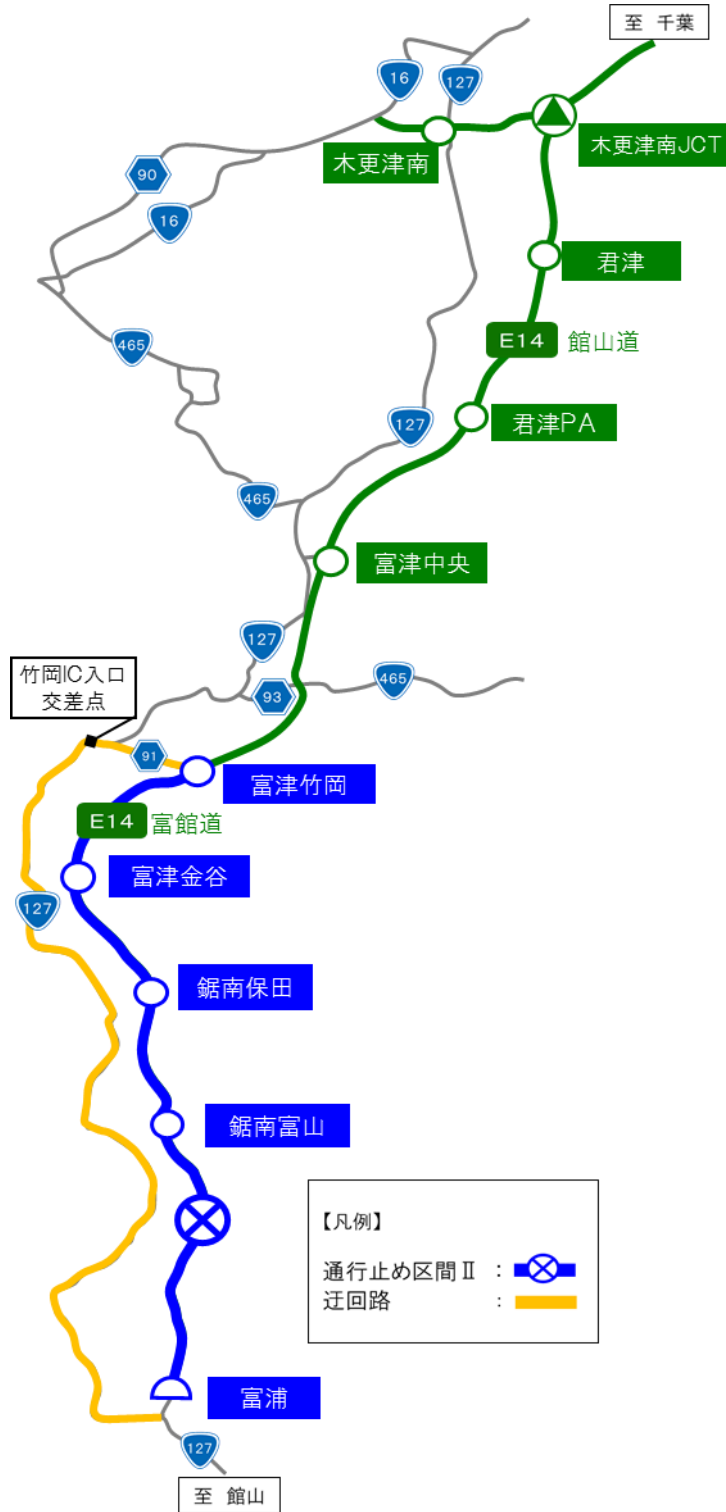 至 千葉
16
127
木更津南
木更津南JCT
90
16
君津
E14 館山道
465
127
君津PA
465
富津中央
127
竹岡IC入口
交差点
93
465
91
富津竹岡
E14 富館道
富津金谷
127
鋸南保田
鋸南富山
【凡例】
通行止め区間Ⅱ :
迂回路 :
富浦
127
至 館山